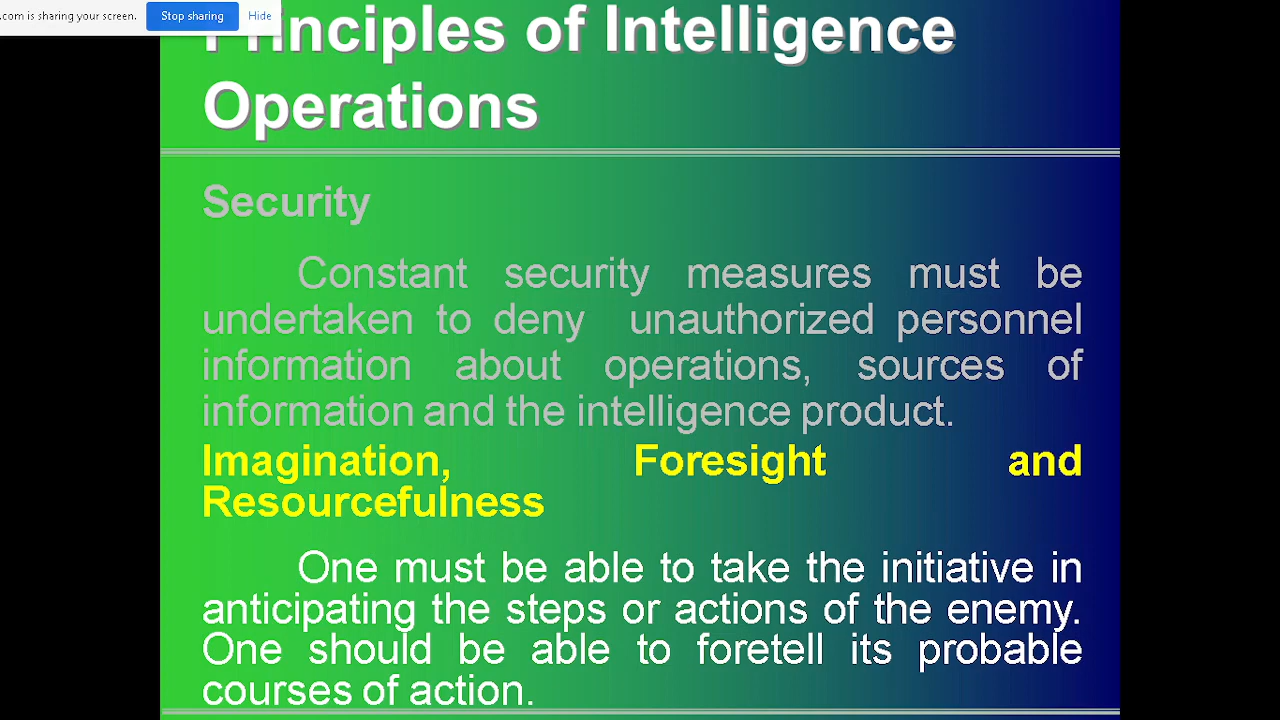 .com is sharing your screen.
Stop sharing
Hide
Principles of Intelligence
Operations
Security
Constant security measures must be
undertaken to deny unauthorized personnel
information about operations, sources of
information and the intelligence product.
Imagination, Foresight and
Resourcefulness
One must be able to take the initiative in
anticipating the steps or actions of the enemy.
One should be able to foretell its probable
courses of action.